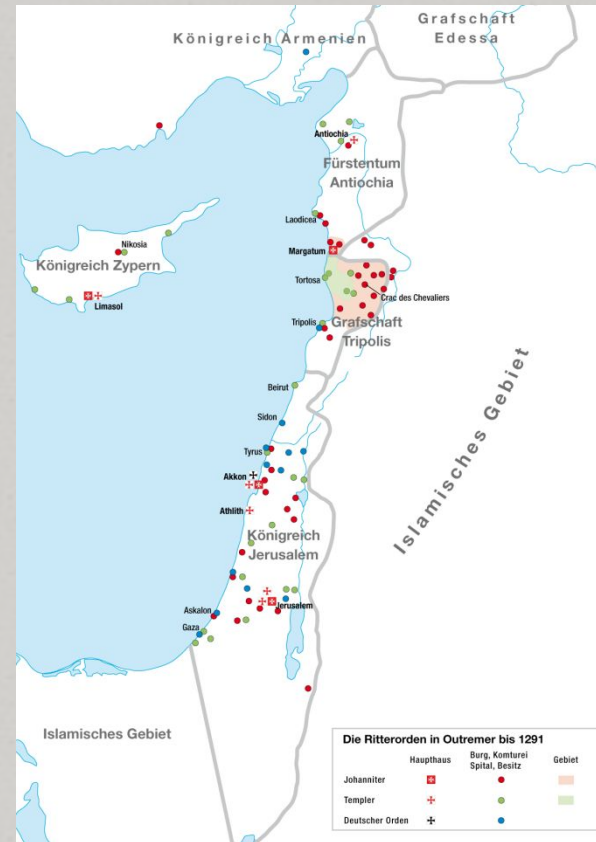 Grafschaft
Edessa
Königreich Armenien
Antiochia
Fürstentum
Antiochia
Laodicea
Nikosia
Königreich Zypern
Margatum
Tortosa
Crac des Chevaliers
Limasol
Tripolis
Grafschaft
Tripolis
Beirut
Sidon
Tyrus
Akkon
Athlith
Islamisches Gebiet
Königreich
Jerusalem
Jerusalem
Askalon
Gaza
Islamisches Gebiet
Die Ritterorden in Outremer bis 1291
Haupthaus
Burg, Komturei
Spital, Besitz
Gebiet
Johanniter
Templer
Deutscher Orden